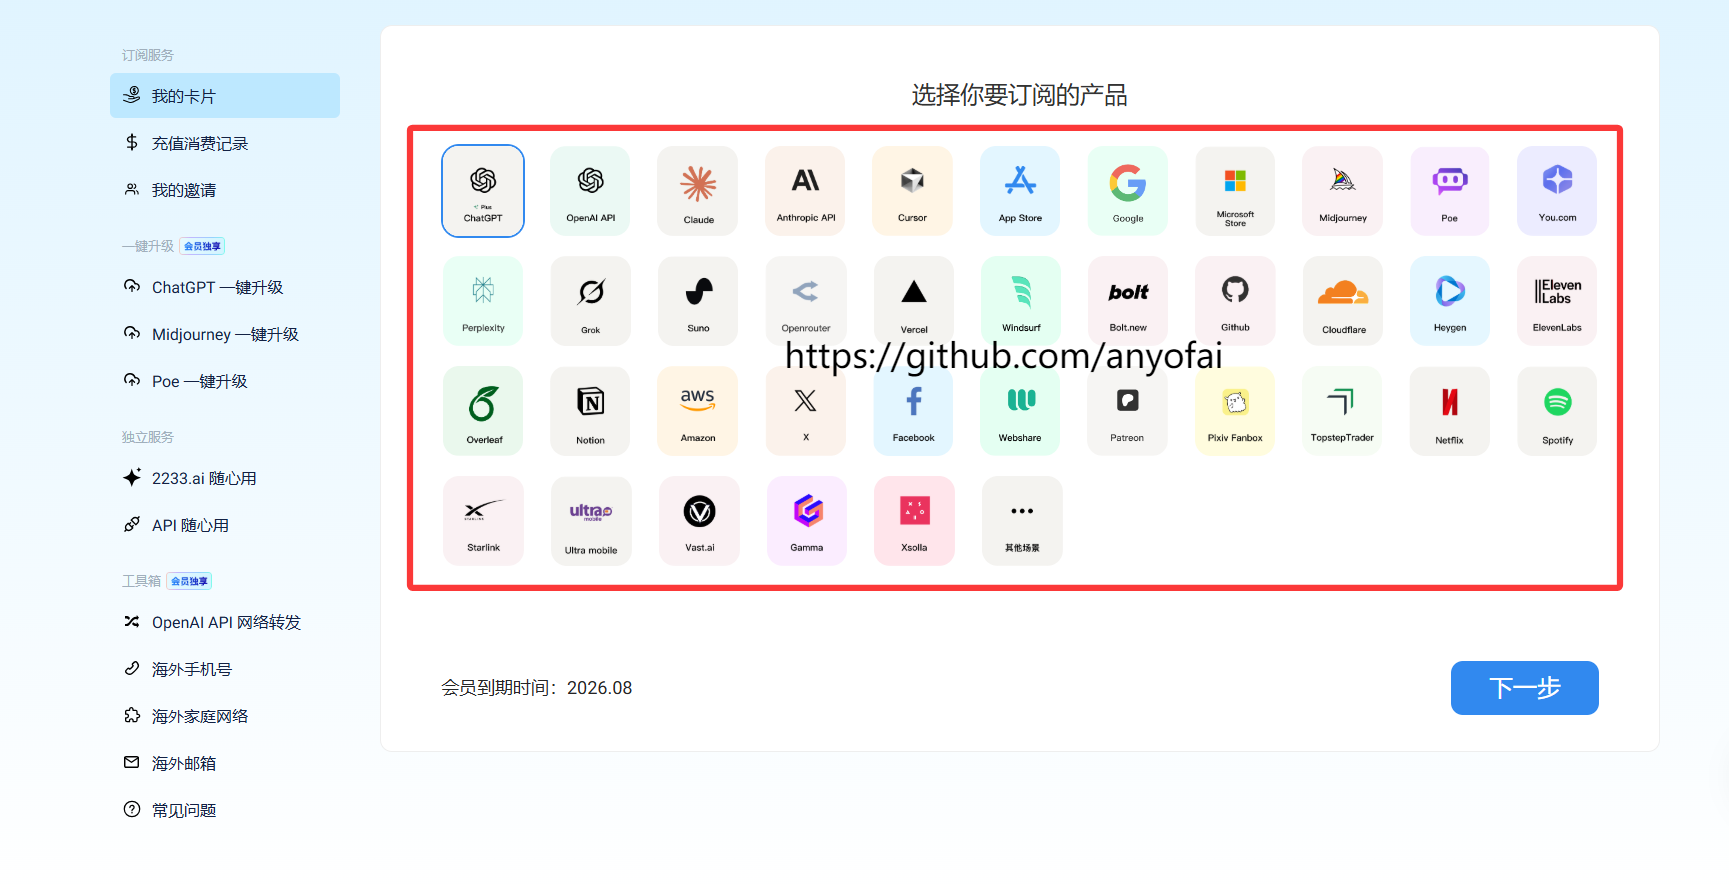 订阅服务
我的卡片
充值消费记录
我的邀请
一键升级 会员独享
ChatGPT 一键升级
Midjourney 一键升级
Poe 一键升级
独立服务
2233.ai 随心用
API 随心用
工具箱 会员独享
OpenAI API 网络转发
海外手机号
海外家庭网络
海外邮箱
常见问题
选择你要订阅的产品
Plus
ChatGPT
OpenAI API
Claude
Anthropic API
Cursor
App Store
Google
Microsoft
Store
Midjourney
Poe
You.com
Perplexity
Grok
Suno
Openrouter
Vercel
Windsurf
bolt
Bolt.new
Github
Cloudflare
Heygen
IIEleven
Labs
ElevenLabs
https://github.com/anyofai
Overleaf
Notion
aws
Amazon
X
Facebook
Webshare
Patreon
Pixiv Fanbox
TopstepTrader
Netflix
Spotify
STARLINK
Starlink
ultra
mobile
Ultra mobile
Vast.ai
Gamma
XSOLLA
Xsolla
其他场景
会员到期时间：2026.08
下一步